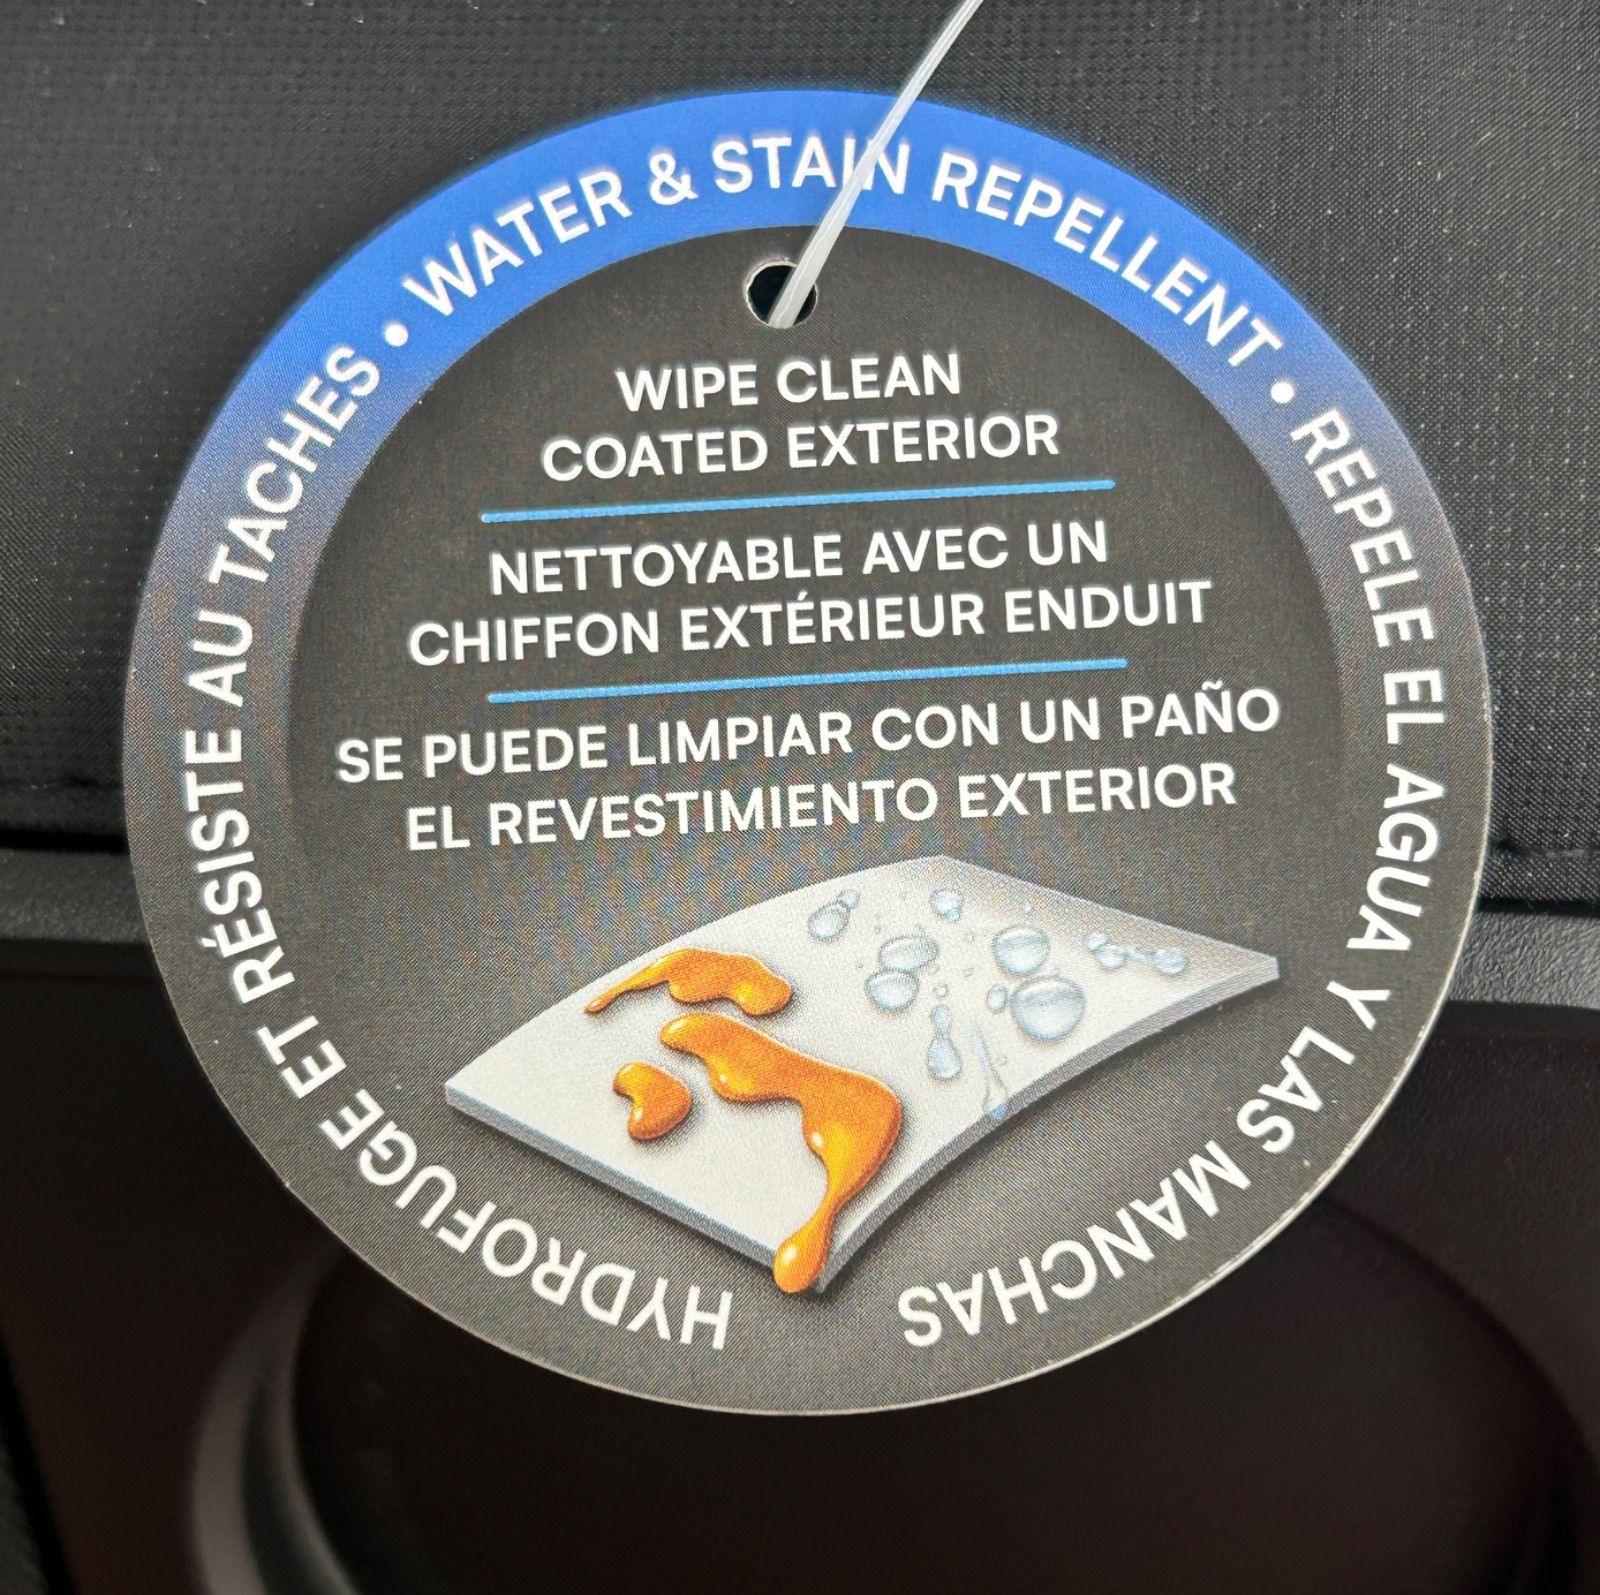 WATER & STAIN REPELLENT •
REPELE EL AGUA Y LAS MANCHAS
HYDROFUGE ET RÉSISTE AU TACHES •
WIPE CLEAN
COATED EXTERIOR
NETTOYABLE AVEC UN
CHIFFON EXTÉRIEUR ENDUIT
SE PUEDE LIMPIAR CON UN PAÑO
EL REVESTIMIENTO EXTERIOR